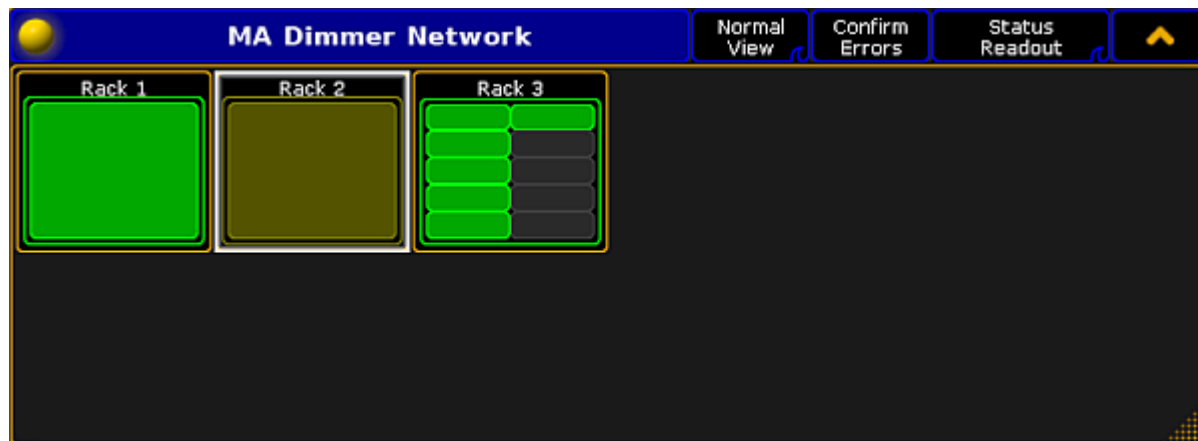 MA Dimmer Network
Normal
View
Confirm
Errors
Status
Readout
Rack 1
Rack 2
Rack 3